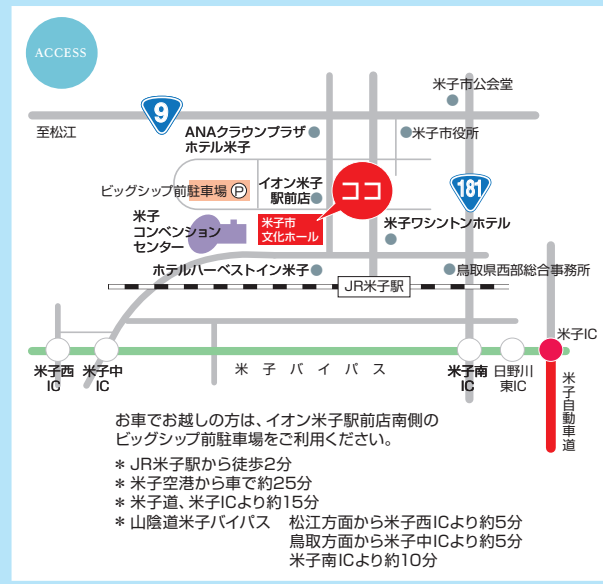 ACCESS
米子市公会堂
9
至松江
ANAクラウンプラザ
ホテル米子
米子市役所
ビッグシップ前駐車場 P
イオン米子
駅前店
ココ
181
米子
コンベンション
センター
米子市
文化ホール
米子ワシントンホテル
ホテルハーベストイン米子
鳥取県西部総合事務所
JR米子駅
米子IC
米子西
IC
米子中
IC
米子バイパス
米子南
IC
日野川
東IC
米子自動車道
お車でお越しの方は、イオン米子駅前店南側の
ビッグシップ前駐車場をご利用ください。
＊ JR米子駅から徒歩2分
＊ 米子空港から車で約25分
＊ 米子道、米子ICより約15分
＊ 山陰道米子バイパス　松江方面から米子西ICより約5分
鳥取方面から米子中ICより約5分
米子南ICより約10分